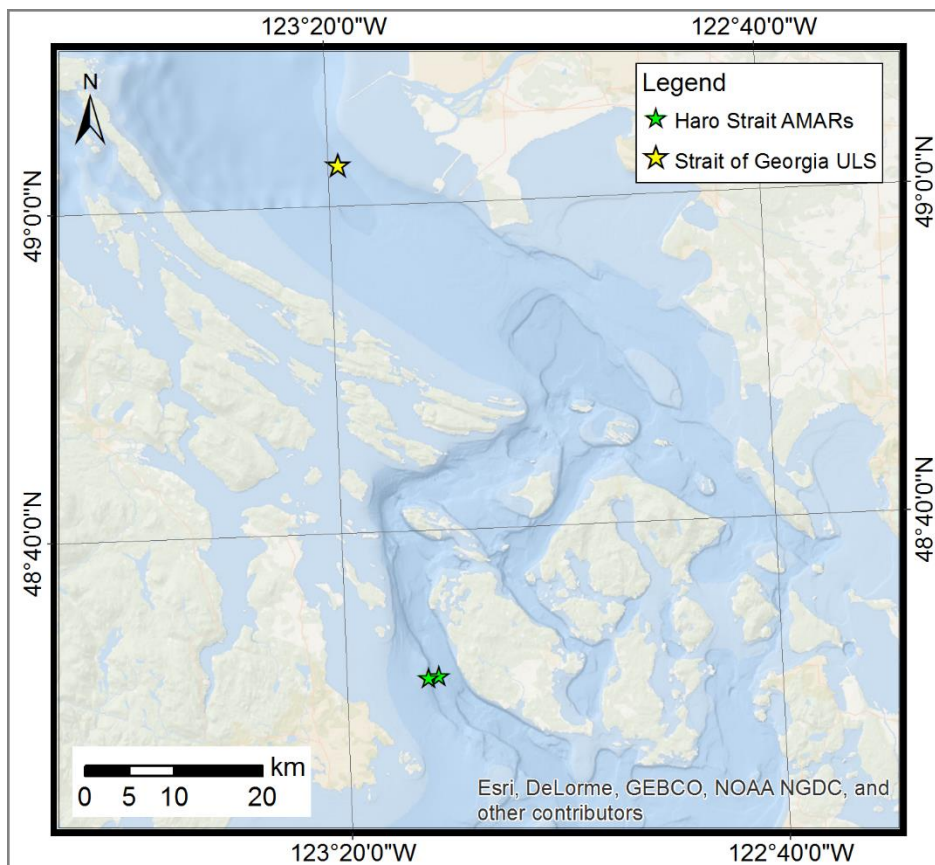 123°20'0"W
122°40'0"W
N
Legend
Haro Strait AMARs
Strait of Georgia ULS
49°0'0"N
49°0'0"N
48°40'0"N
48°40'0"N
km
0 5 10 20
Esri, DeLorme, GEBCO, NOAA NGDC, and
other contributors
123°20'0"W
122°40'0"W